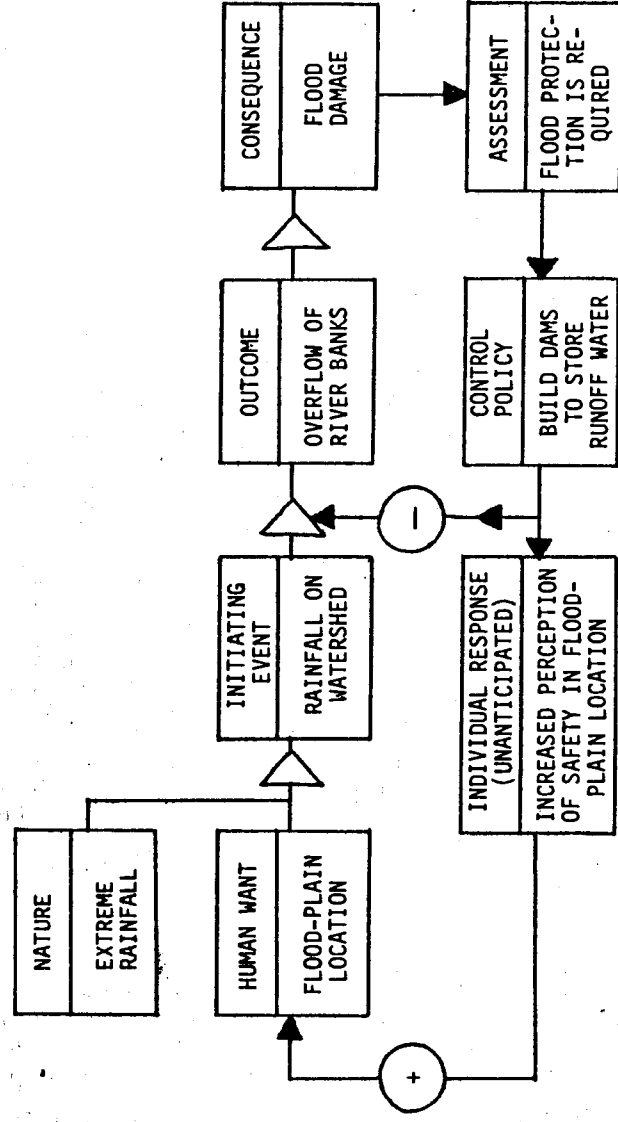 NATURE
EXTREME
RAINFALL
HUMAN WANT
FLOOD-PLAIN
LOCATION
INITIATING
EVENT
RAINFALL ON
WATERSHED
OUTCOME
OVERFLOW OF
RIVER BANKS
CONSEQUENCE
FLOOD
DAMAGE
ASSESSMENT
FLOOD PROTEC-
TION IS RE-
QUIRED
CONTROL
POLICY
BUILD DAMS
TO STORE
RUNOFF WATER
−
INDIVIDUAL RESPONSE
(UNANTICIPATED)
INCREASED PERCEPTION
OF SAFETY IN FLOOD-
PLAIN LOCATION
+